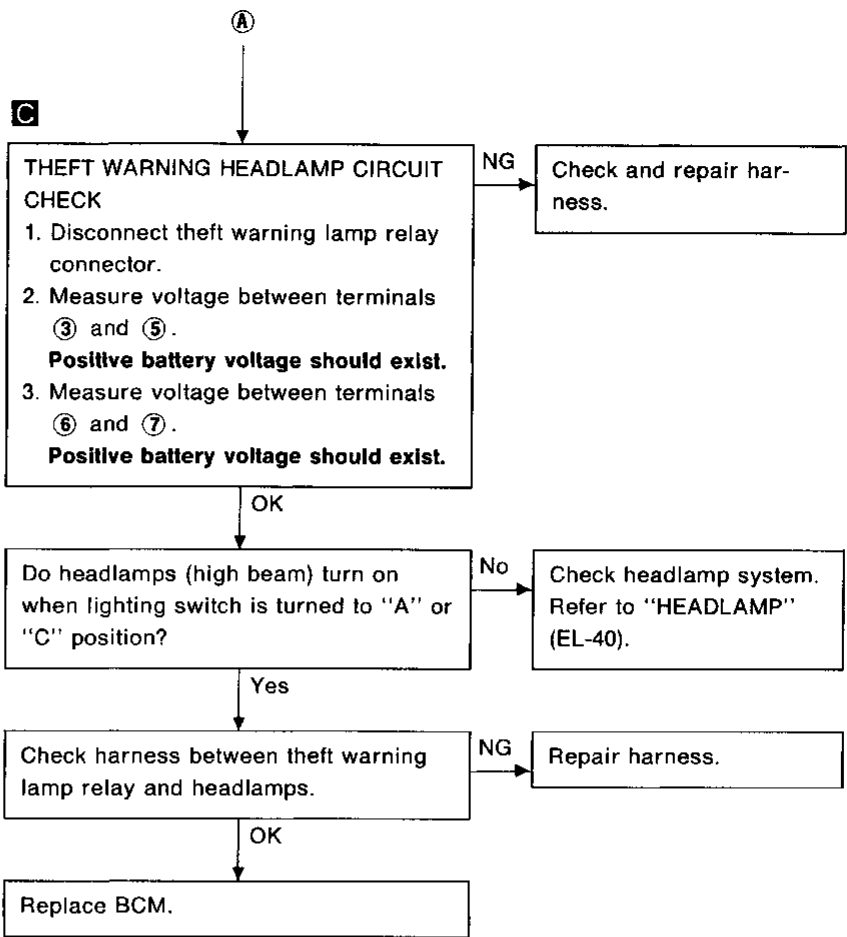 Ⓐ
C
THEFT WARNING HEADLAMP CIRCUIT
CHECK
1. Disconnect theft warning lamp relay
connector.
2. Measure voltage between terminals
③ and ⑤.
Positive battery voltage should exist.
3. Measure voltage between terminals
⑥ and ⑦.
Positive battery voltage should exist.
NG
Check and repair har-
ness.
OK
Do headlamps (high beam) turn on
when lighting switch is turned to "A" or
"C" position?
No
Check headlamp system.
Refer to "HEADLAMP"
(EL-40).
Yes
Check harness between theft warning
lamp relay and headlamps.
NG
Repair harness.
OK
Replace BCM.